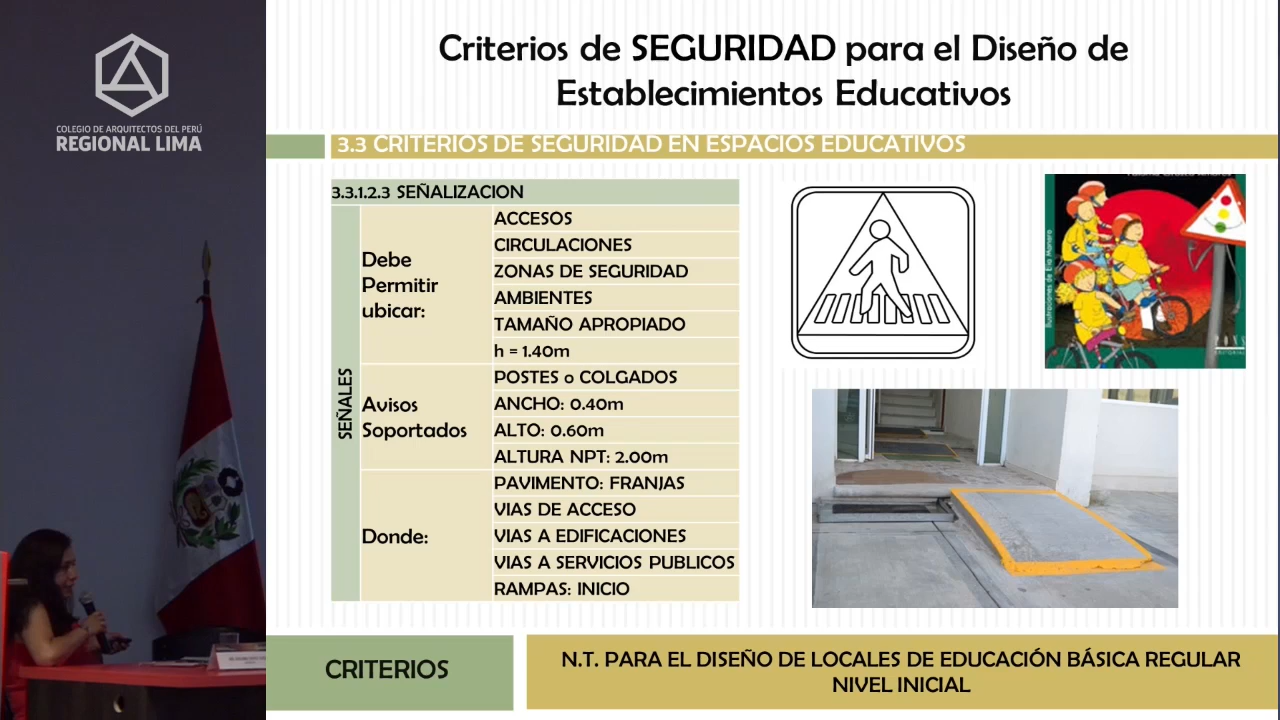 COLEGIO DE ARQUITECTOS DEL PERÚ
REGIONAL LIMA
Criterios de SEGURIDAD para el Diseño de
Establecimientos Educativos
3.3 CRITERIOS DE SEGURIDAD EN ESPACIOS EDUCATIVOS
3.3.1.2.3 SEÑALIZACION
SEÑALES
Debe
Permitir
ubicar:
ACCESOS
CIRCULACIONES
ZONAS DE SEGURIDAD
AMBIENTES
TAMAÑO APROPIADO
h = 1.40m
Avisos
Soportados
POSTES o COLGADOS
ANCHO: 0.40m
ALTO: 0.60m
ALTURA NPT: 2.00m
Donde:
PAVIMENTO: FRANJAS
VIAS DE ACCESO
VIAS A EDIFICACIONES
VIAS A SERVICIOS PUBLICOS
RAMPAS: INICIO
CRITERIOS
N.T. PARA EL DISEÑO DE LOCALES DE EDUCACIÓN BÁSICA REGULAR
NIVEL INICIAL